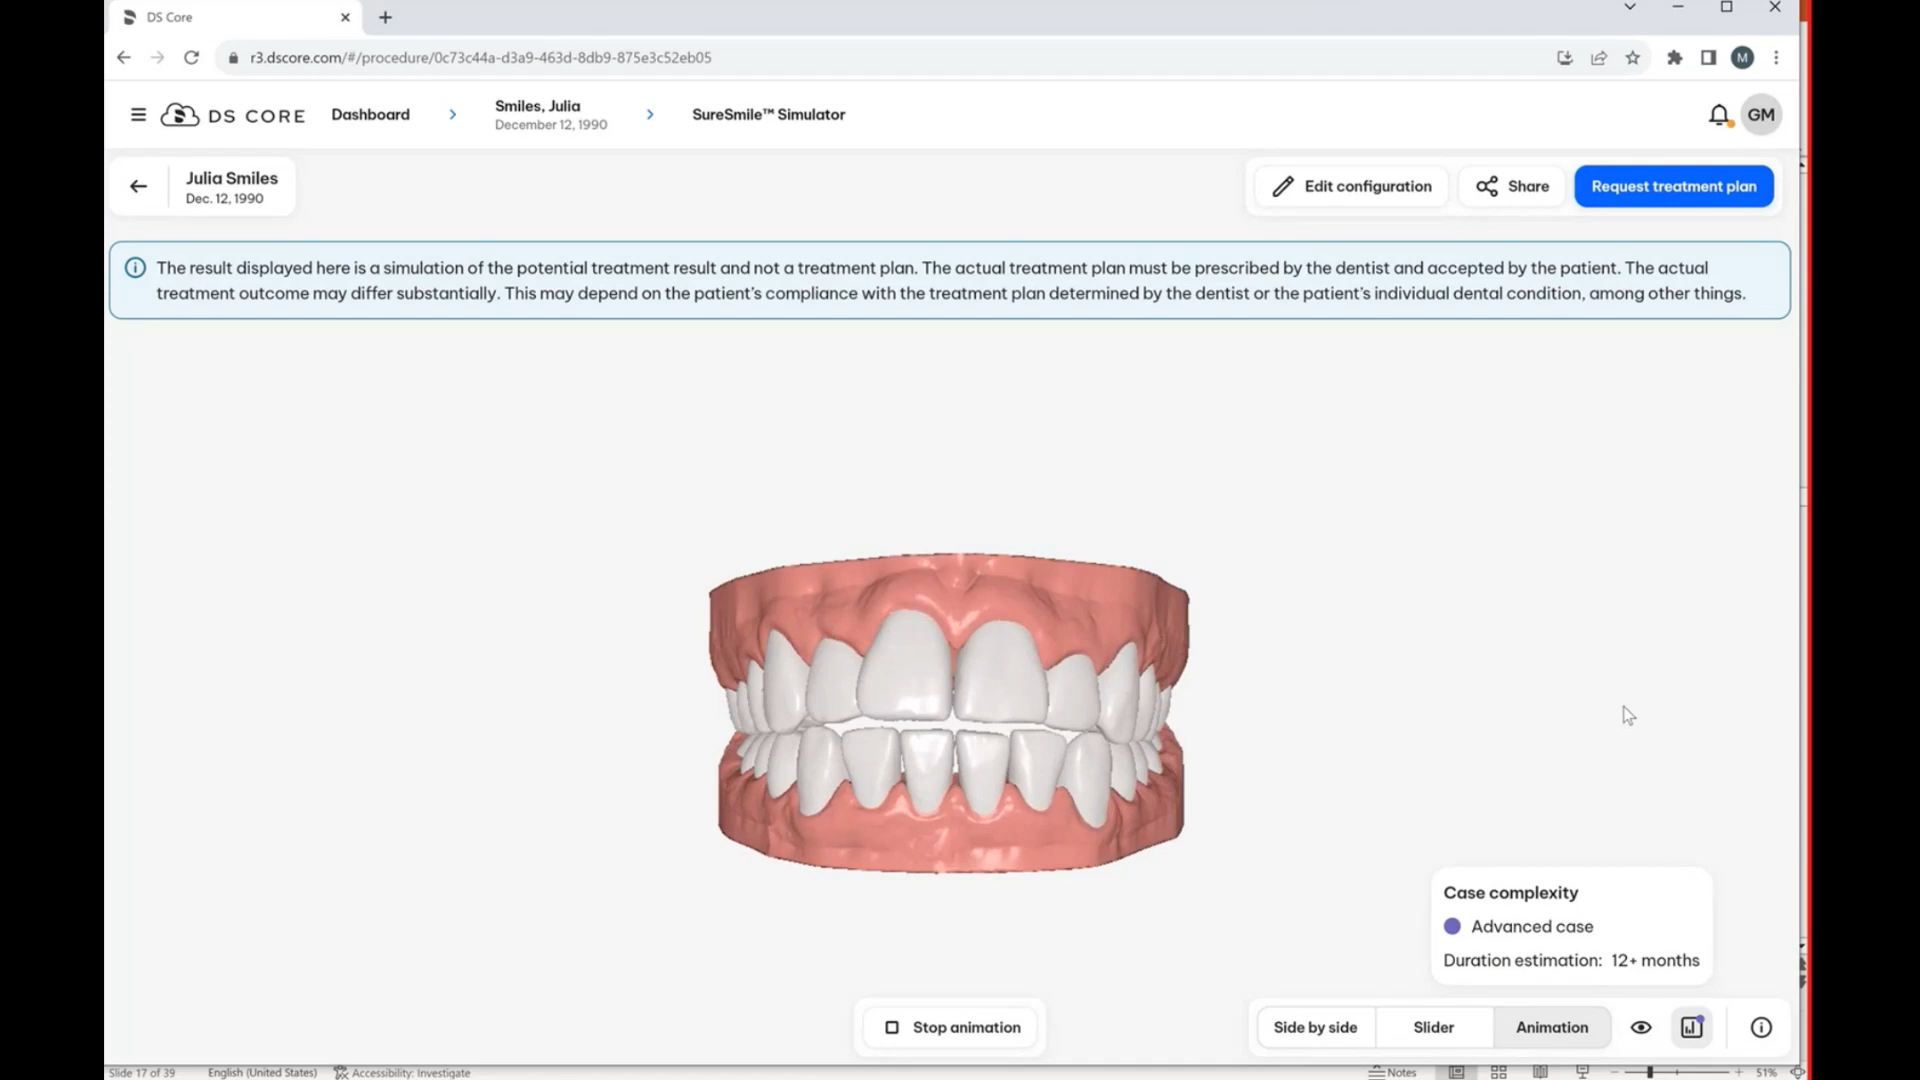 DS Core
r3.dscore.com/#/procedure/0c73c44a-d3a9-463d-8db9-875e3c52eb05
M
DS CORE
Dashboard
Smiles, Julia
December 12, 1990
SureSmile™ Simulator
GM
Julia Smiles
Dec. 12, 1990
Edit configuration
Share
Request treatment plan
The result displayed here is a simulation of the potential treatment result and not a treatment plan. The actual treatment plan must be prescribed by the dentist and accepted by the patient. The actual
treatment outcome may differ substantially. This may depend on the patient's compliance with the treatment plan determined by the dentist or the patient's individual dental condition, among other things.
Case complexity
Advanced case
Duration estimation: 12+ months
Stop animation
Side by side
Slider
Animation
Slide 17 of 39
English (United States)
Accessibility: Investigate
Notes
51%